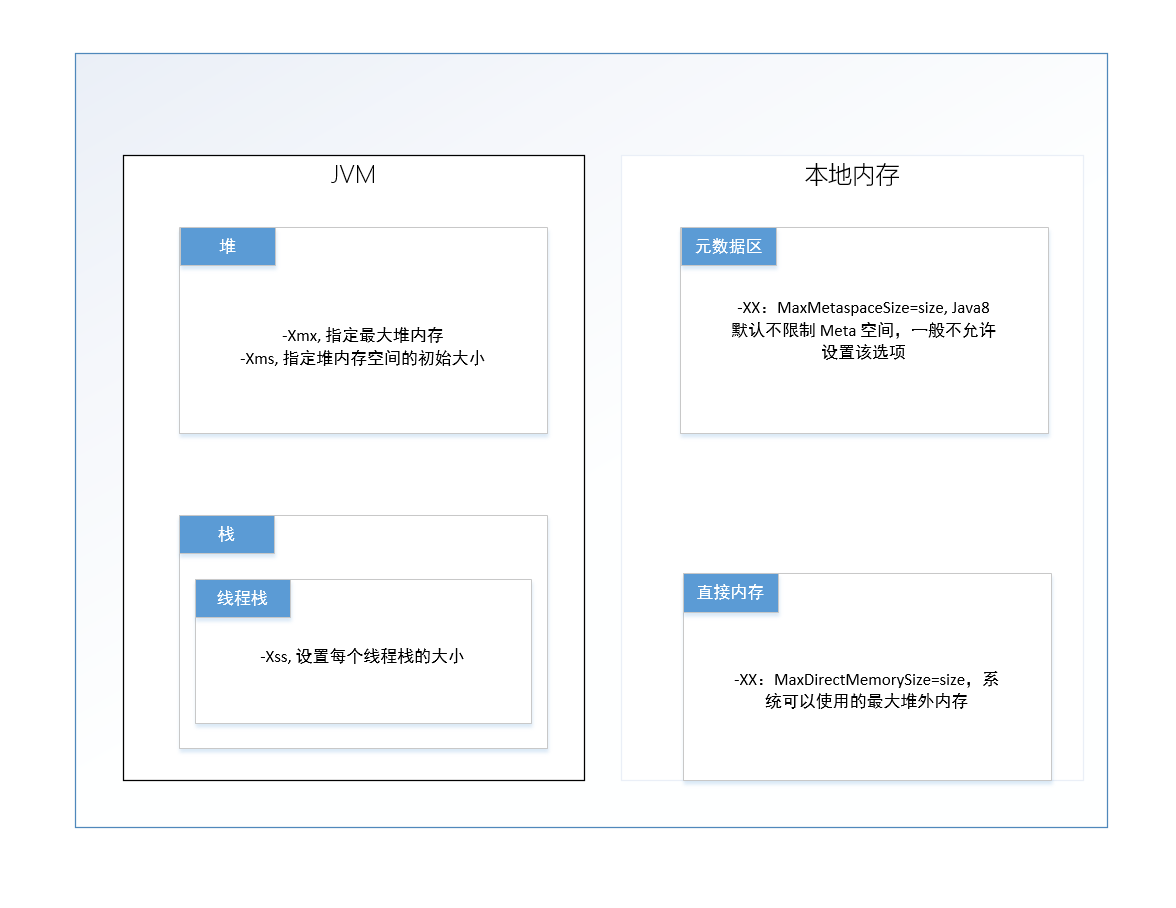 JVM
堆
-Xmx, 指定最大堆内存
-Xms, 指定堆内存空间的初始大小
栈
线程栈
-Xss, 设置每个线程栈的大小
本地内存
元数据区
-XX：MaxMetaspaceSize=size, Java8
默认不限制 Meta 空间，一般不允许
设置该选项
直接内存
-XX：MaxDirectMemorySize=size，系
统可以使用的最大堆外内存